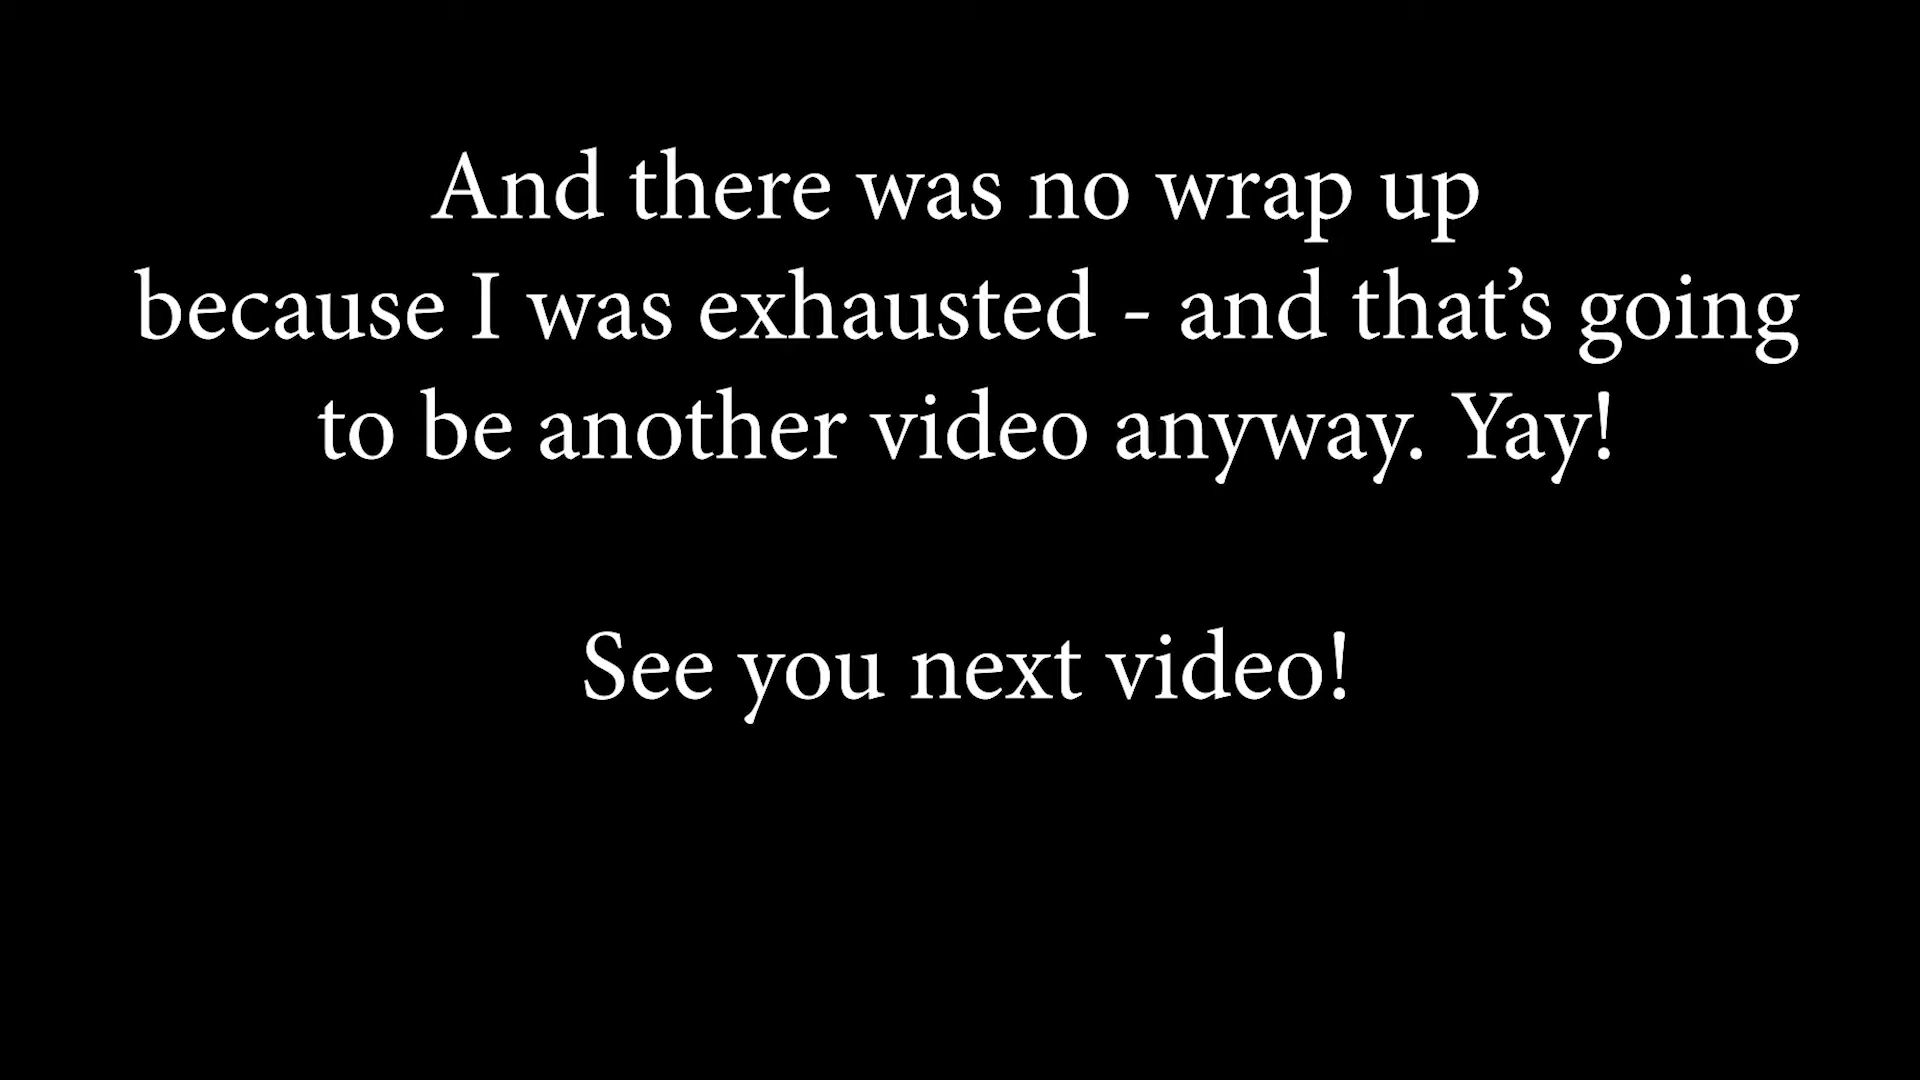 And there was no wrap up
because I was exhausted - and that’s going
to be another video anyway. Yay!
See you next video!